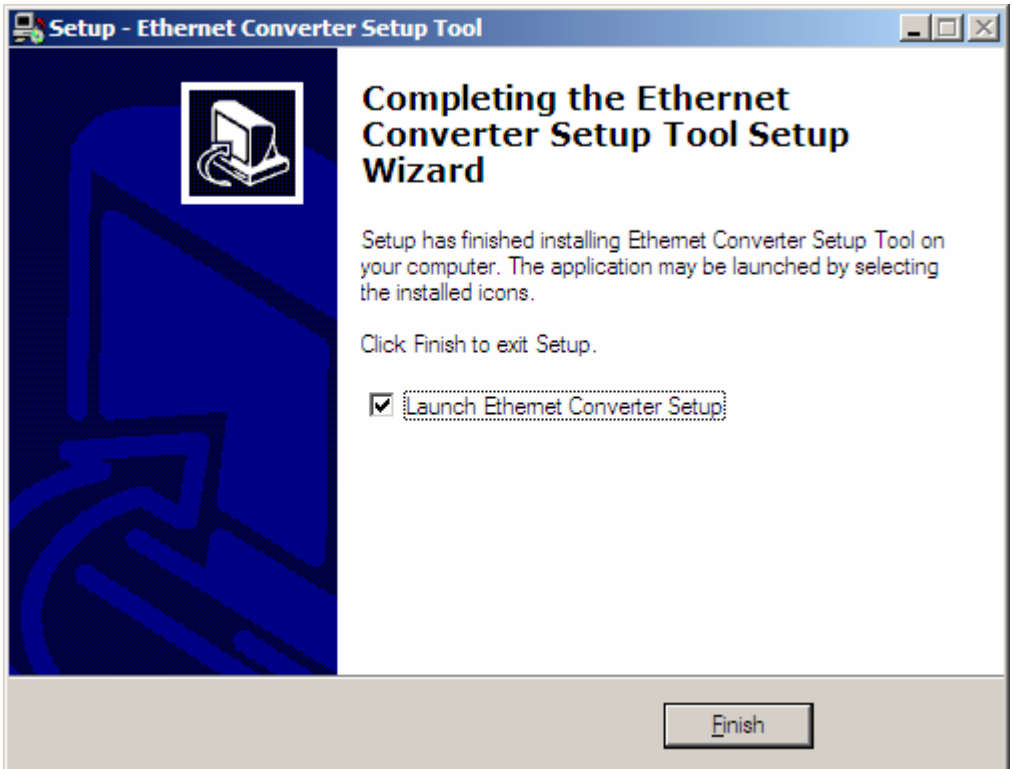 Setup - Ethernet Converter Setup Tool
Completing the Ethernet
Converter Setup Tool Setup
Wizard
Setup has finished installing Ethernet Converter Setup Tool on
your computer. The application may be launched by selecting
the installed icons.
Click Finish to exit Setup.
Launch Ethernet Converter Setup
Finish